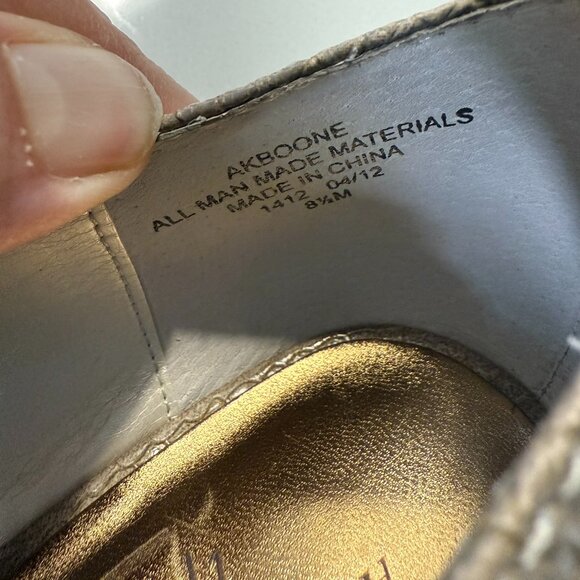 AKBOONE
ALL MAN MADE MATERIALS
MADE IN CHINA
1412 04/12
8½M